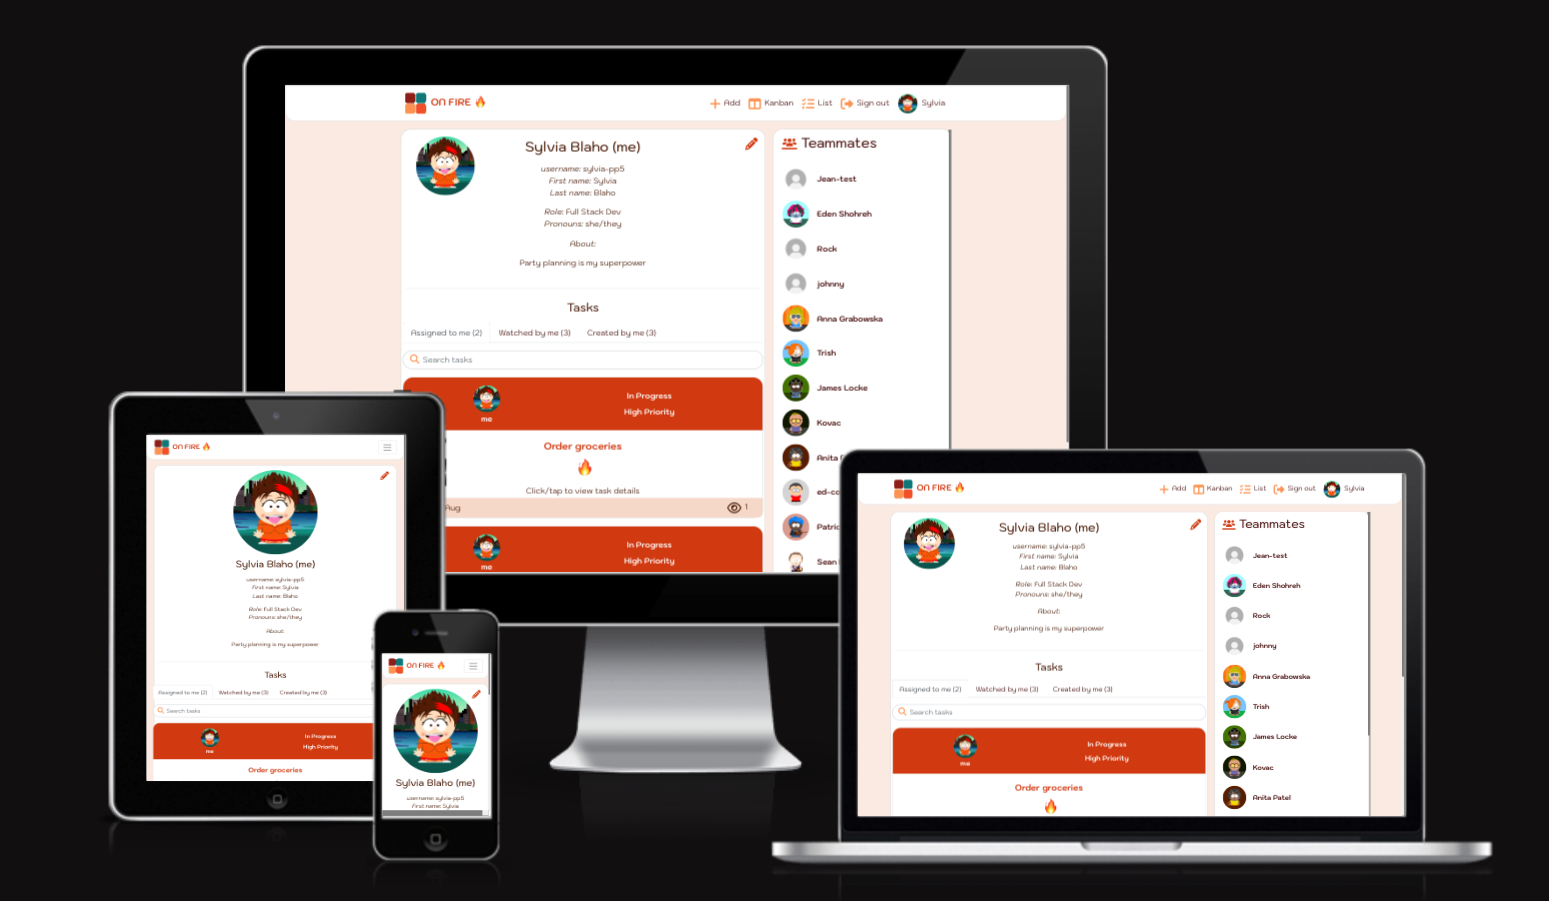 ON FIRE
Add Kanban List Sign out Sylvia
Sylvia Blaho (me)
username: sylvia-pp5
First name: Sylvia
Last name: Blaho
Role: Full Stack Dev
Pronouns: she/they
About:
Party planning is my superpower
Tasks
Assigned to me (2) Watched by me (3) Created by me (3)
Search tasks
me
In Progress
High Priority
Order groceries
Click/tap to view task details
Aug
1
me
In Progress
High Priority
Teammates
Jean-test
Eden Shohreh
Rock
johnny
Anna Grabowska
Trish
James Locke
Kovac
Anita
ed-co
Patric
Sean
ON FIRE
Sylvia Blaho (me)
username: sylvia-pp5
First name: Sylvia
Last name: Blaho
Role: Full Stack Dev
Pronouns: she/they
About:
Party planning is my superpower
Tasks
Assigned to me (2) Watched by me (3) Created by me (3)
Search tasks
me
In Progress
High Priority
Order groceries
ON FIRE
Sylvia Blaho (me)
username: sylvia-pp5
First name: Sylvia
ON FIRE
Add Kanban List Sign out Sylvia
Sylvia Blaho (me)
username: sylvia-pp5
First name: Sylvia
Last name: Blaho
Role: Full Stack Dev
Pronouns: she/they
About:
Party planning is my superpower
Tasks
Assigned to me (2) Watched by me (3) Created by me (3)
Search tasks
me
In Progress
High Priority
Order groceries
Teammates
Jean-test
Eden Shohreh
Rock
johnny
Anna Grabowska
Trish
James Locke
Kovac
Anita Patel